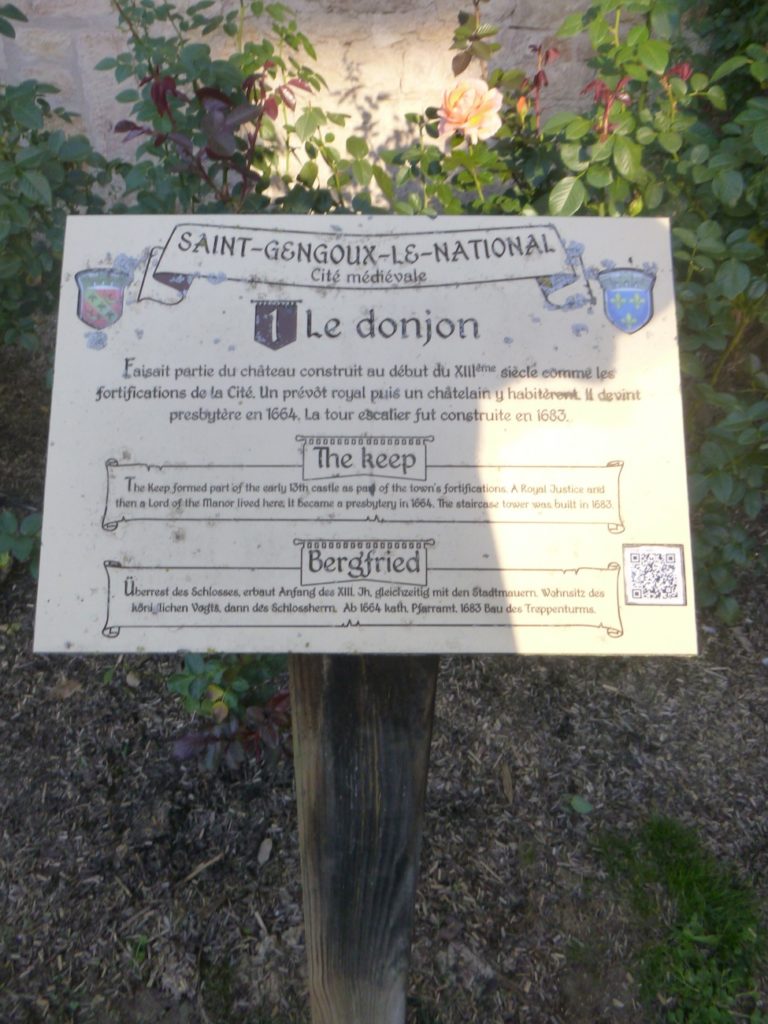 SAINT-GENGOUX-LE-NATIONAL
Cité médiévale
1 Le donjon
Faisait partie du château construit au début du XIIIème siècle comme les
fortifications de la Cité. Un prévôt royal puis un châtelain y habitèrent. Il devint
presbytère en 1664. La tour escalier fut construite en 1683.
The keep
The Keep formed part of the early 13th castle as part of the town's fortifications. A Royal Justice and
then a Lord of the Manor lived here. It became a presbytery in 1664. The staircase tower was built in 1683.
Bergfried
Überrest des Schlosses, erbaut Anfang des XIII. Jh. gleichzeitig mit den Stadtmauern. Wohnsitz des
königlichen Vogts, dann des Schlossherrn. Ab 1664 kath. Pfarramt. 1683 Bau des Treppenturms.